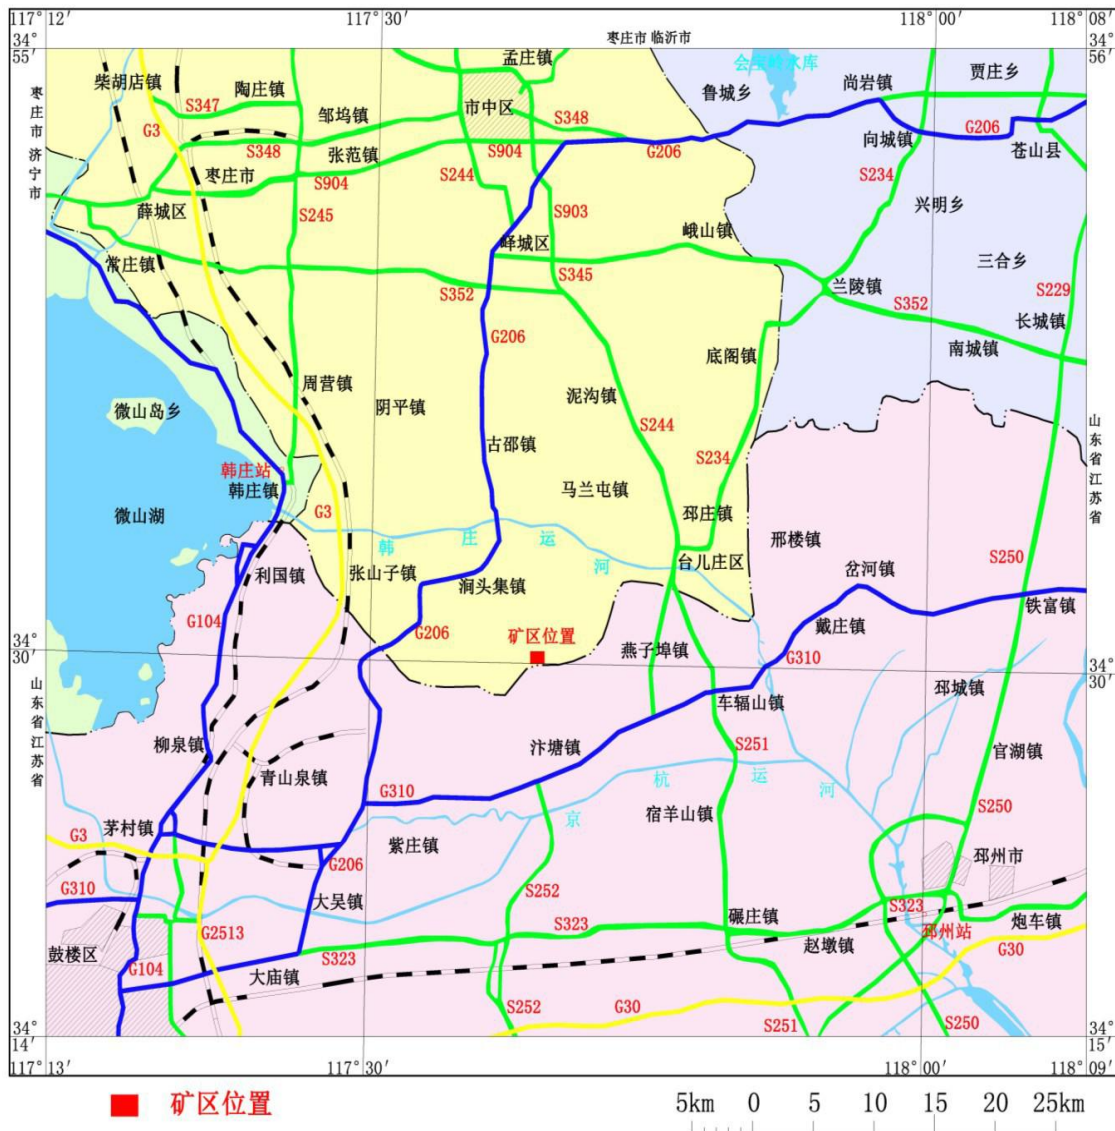 117°12′
117°30′
118°00′
118°08′
34°
55′
34°
56′
枣庄市 临沂市
孟庄镇
贾庄乡
柴胡店镇
陶庄镇
鲁城乡
尚岩镇
S347
市中区
枣庄市 济宁市
G3
邹坞镇
S348
G206
向城镇
苍山县
S348
张范镇
S904
G206
枣庄市
S904
S244
S234
S245
薛城区
S903
兴明乡
峄城区
峨山镇
常庄镇
S345
三合乡
S352
兰陵镇
S229
S352
长城镇
G206
底阁镇
南城镇
周营镇
微山岛乡
阴平镇
泥沟镇
古邵镇
S244
山东省江苏省
韩庄站
S234
韩庄镇
马兰屯镇
微山湖
G3
邳庄镇
韩庄运河
邢楼镇
台儿庄区
S250
利国镇
张山子镇
涧头集镇
岔河镇
铁富镇
G104
G206
矿区位置
戴庄镇
燕子埠镇
G310
34°
30′
34°
30′
山东省江苏省
邳城镇
车辐山镇
柳泉镇
汴塘镇
S251
官湖镇
青山泉镇
京杭运河
G310
宿羊山镇
S250
茅村镇
G3
紫庄镇
G206
邳州市
G310
大吴镇
S252
S323
S323
碾庄镇
炮车镇
G2513
邳州站
鼓楼区
G104
S323
赵墩镇
G30
大庙镇
S252
G30
S251
S250
34°
14′
34°
15′
117°13′
117°30′
118°00′
118°09′
矿区位置
5km 0 5 10 15 20 25km